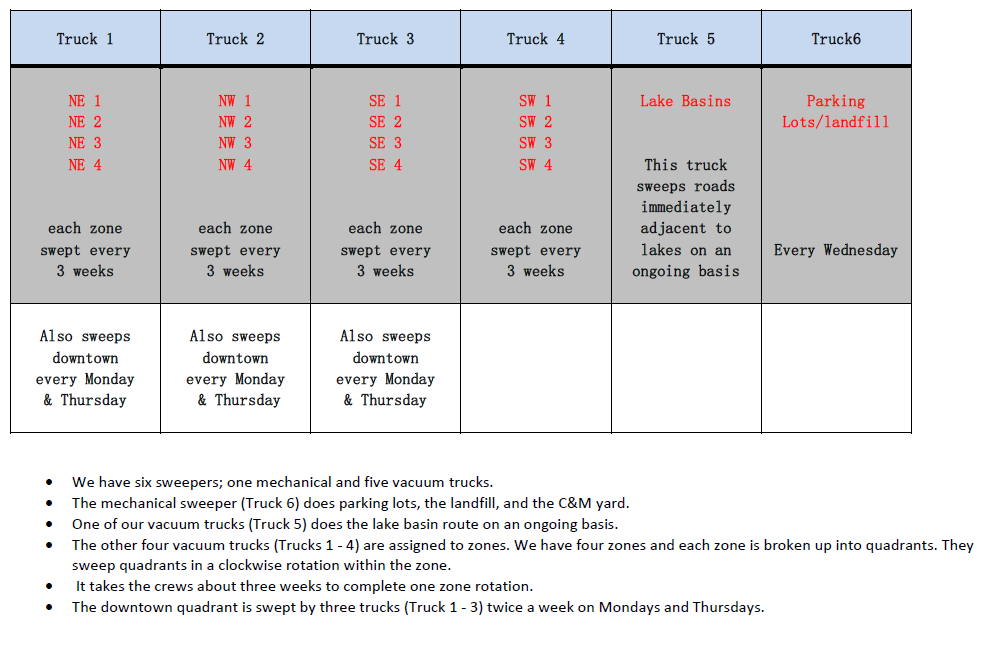 Truck 1 Truck 2 Truck 3 Truck 4 Truck 5 Truck6
NE 1 NW 1 SE 1 SW 1 Lake Basins Parking
NE 2 NW 2 SE 2 SW 2 Lots/landfill
NE 3 NW 3 SE 3 SW 3
NE 4 NW 4 SE 4 SW 4 This truck
sweeps roads
immediately
each zone each zone each zone each zone adjacent to
swept every swept every swept every swept every lakes on an Every Wednesday
3 weeks 3 weeks 3 weeks 3 weeks ongoing basis
Also sweeps Also sweeps Also sweeps
downtown downtown downtown
every Monday every Monday every Monday
& Thursday & Thursday & Thursday
• We have six sweepers; one mechanical and five vacuum trucks.
• The mechanical sweeper (Truck 6) does parking lots, the landfill, and the C&M yard.
• One of our vacuum trucks (Truck 5) does the lake basin route on an ongoing basis.
• The other four vacuum trucks (Trucks 1 - 4) are assigned to zones. We have four zones and each zone is broken up into quadrants. They
sweep quadrants in a clockwise rotation within the zone.
• It takes the crews about three weeks to complete one zone rotation.
• The downtown quadrant is swept by three trucks (Truck 1 - 3) twice a week on Mondays and Thursdays.